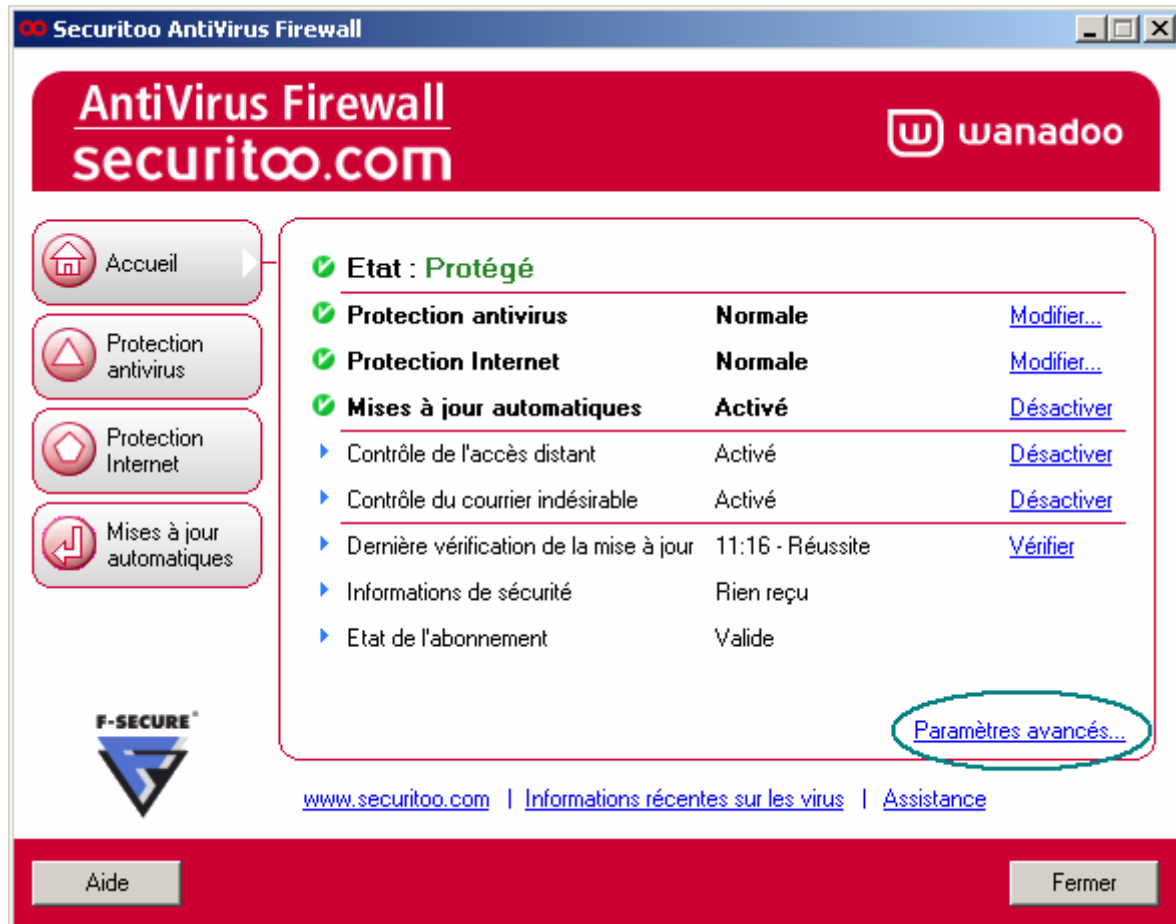 Securitoo AntiVirus Firewall
AntiVirus Firewall
securitoo.com
wanadoo
Accueil
Protection
antivirus
Protection
Internet
Mises à jour
automatiques
Etat : Protégé
Protection antivirus Normale Modifier...
Protection Internet Normale Modifier...
Mises à jour automatiques Activé Désactiver
Contrôle de l'accès distant Activé Désactiver
Contrôle du courrier indésirable Activé Désactiver
Dernière vérification de la mise à jour 11:16 - Réussite Vérifier
Informations de sécurité Rien reçu
Etat de l'abonnement Valide
Paramètres avancés...
F-SECURE®
www.securitoo.com | Informations récentes sur les virus | Assistance
Aide
Fermer